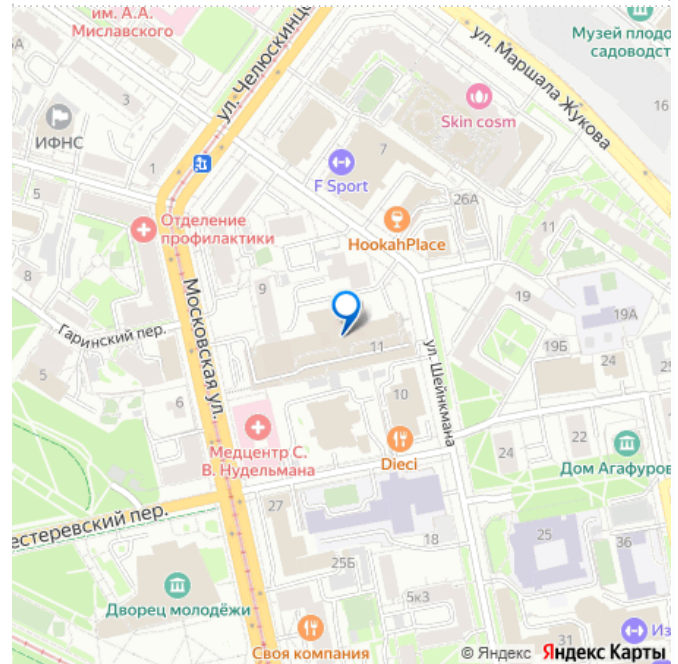 им. А.А.
Миславского
ул. Челюскинце
Музей плодо
садоводст
ул. Маршала Жукова
16
3
ИФНС
Skin cosm
7
1
F Sport
5
26А
Отделение
профилактики
HookahPlace
11
8
9
19
19А
Гаринский пер.
Московская ул.
ул. Шейнкмана
11
19Б
24
25
5
6
10
Медцентр С.
В. Нудельмана
Dieci
24
22
Дом Агафуров
естеревский пер.
27
18
25
36
25Б
5к3
Дворец молодёжи
Своя компания
31
Из
© Яндекс Яндекс Карты